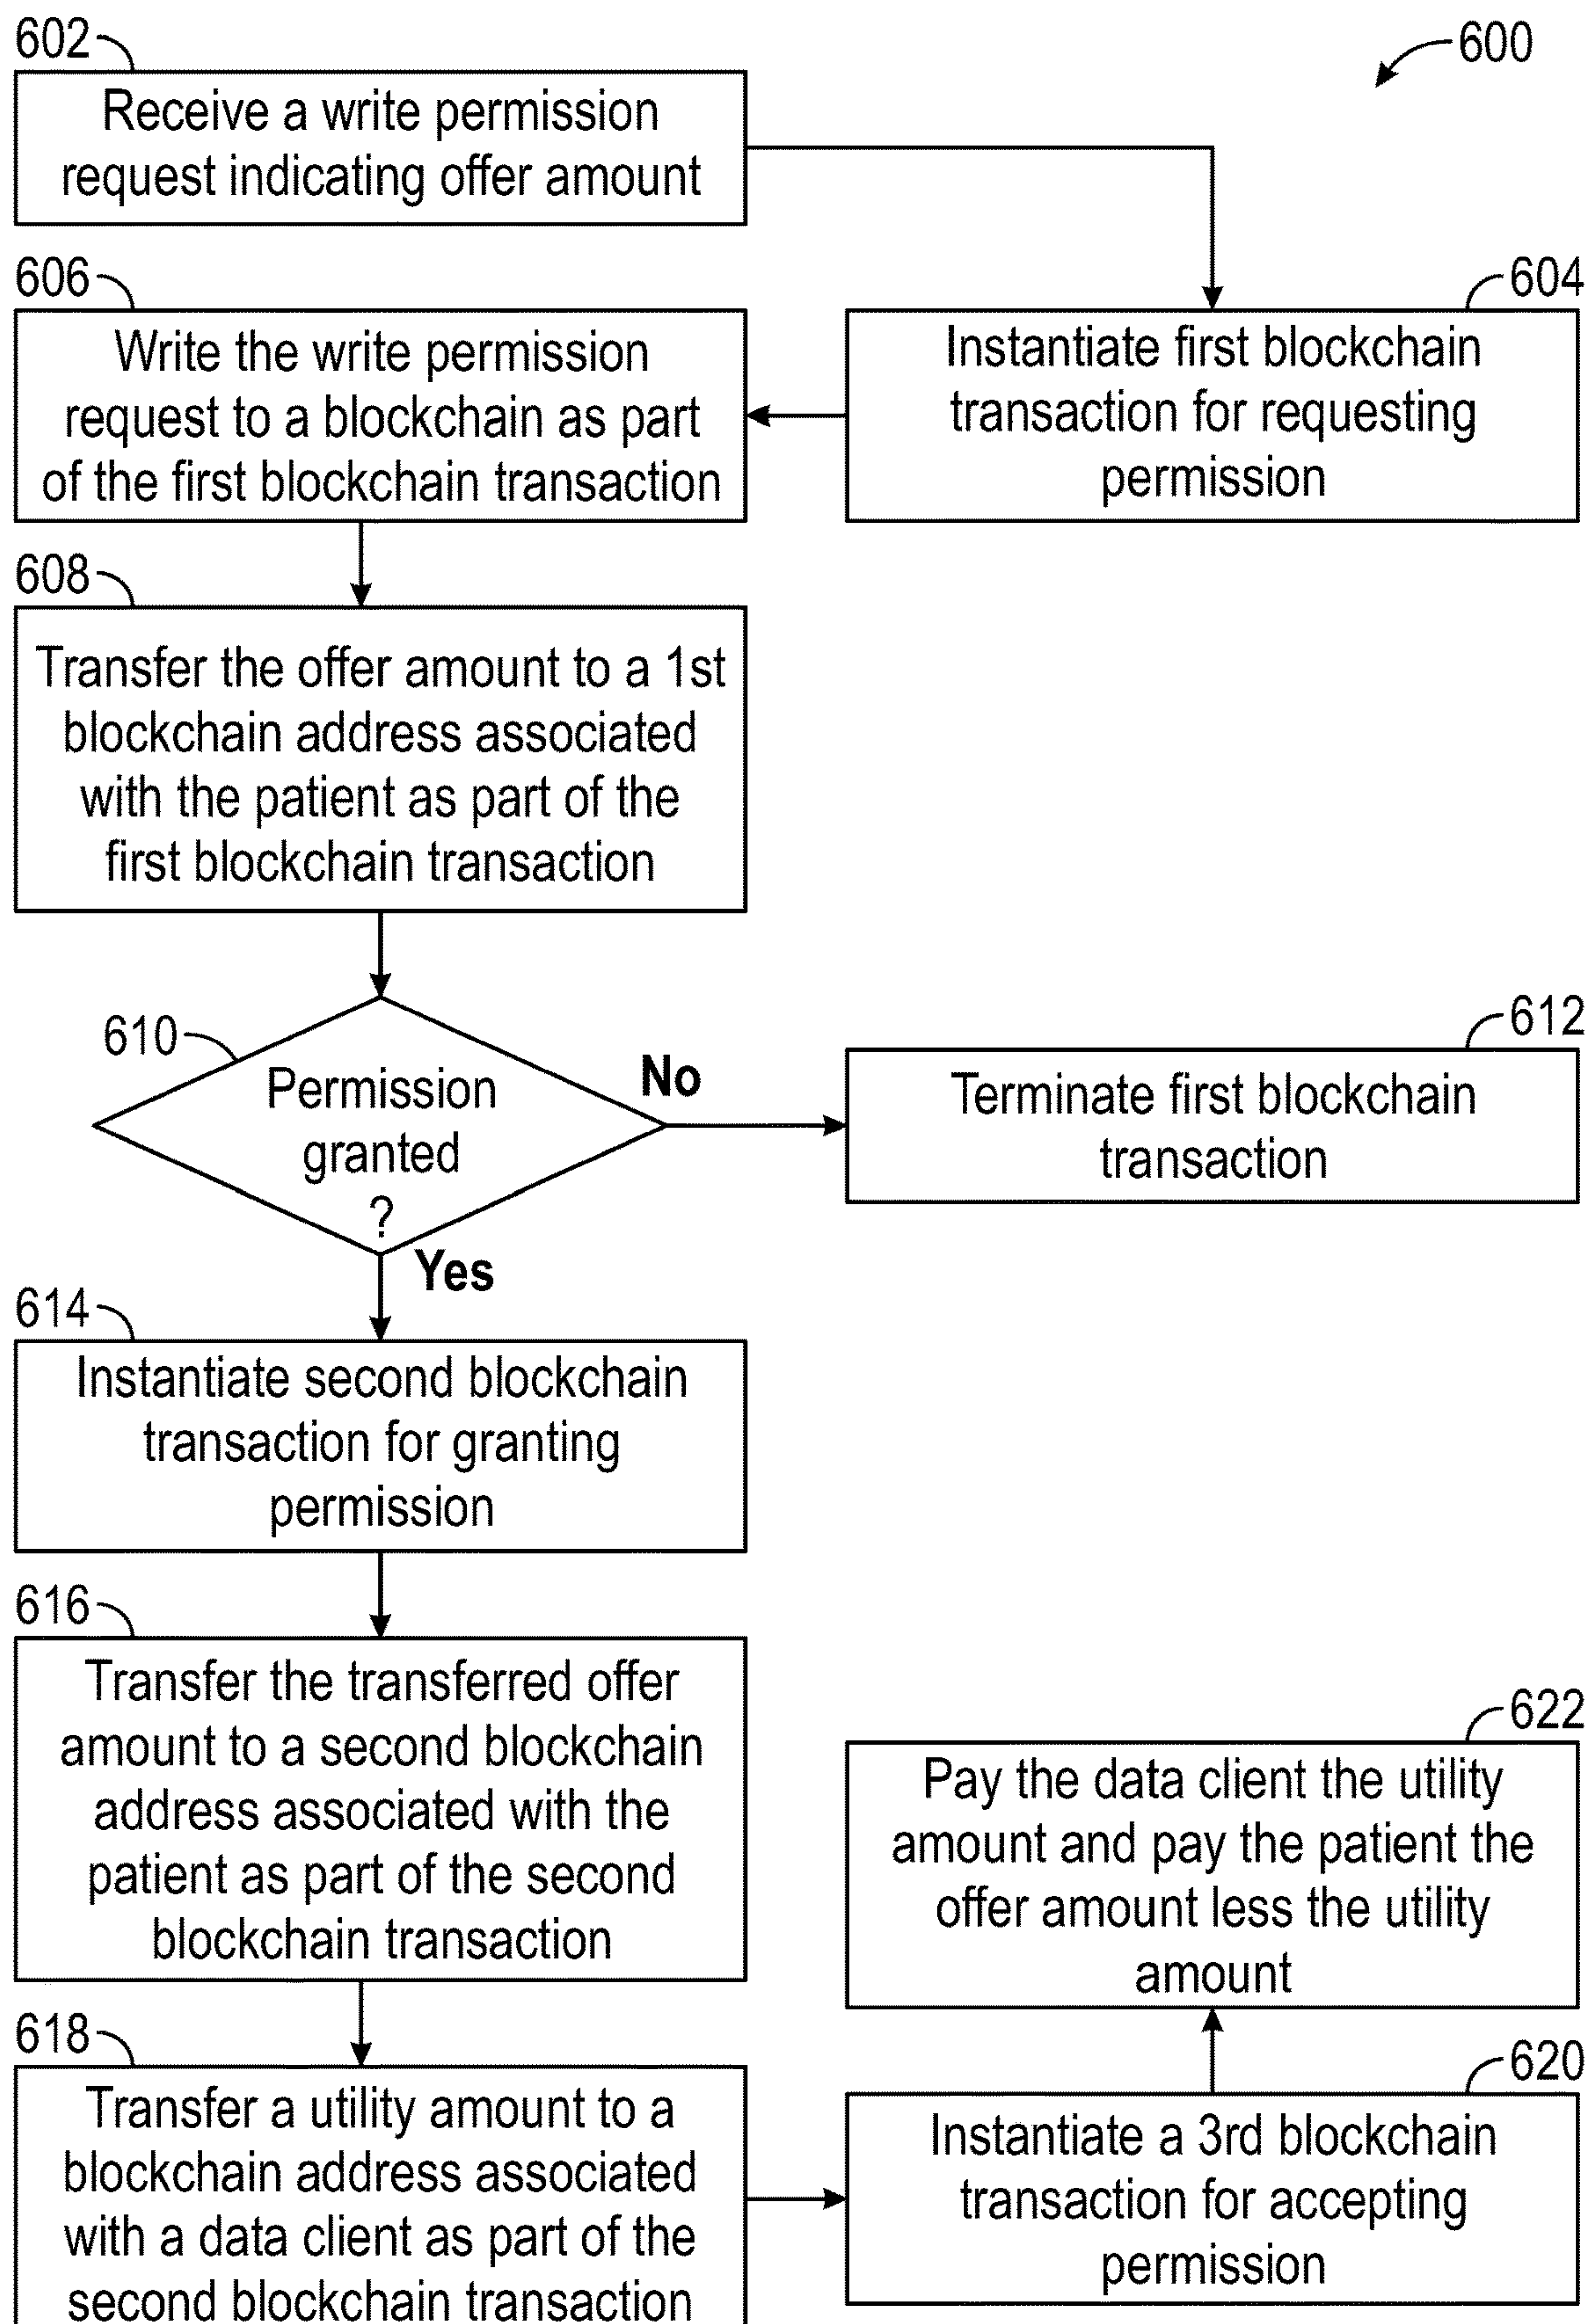 602
600
Receive a write permission
request indicating offer amount
606
604
Write the write permission
request to a blockchain as part
of the first blockchain transaction
Instantiate first blockchain
transaction for requesting
permission
608
Transfer the offer amount to a 1st
blockchain address associated
with the patient as part of the
first blockchain transaction
610
Permission
granted
?
No
Yes
612
Terminate first blockchain
transaction
614
Instantiate second blockchain
transaction for granting
permission
616
Transfer the transferred offer
amount to a second blockchain
address associated with the
patient as part of the second
blockchain transaction
622
Pay the data client the utility
amount and pay the patient the
offer amount less the utility
amount
618
Transfer a utility amount to a
blockchain address associated
with a data client as part of the
second blockchain transaction
620
Instantiate a 3rd blockchain
transaction for accepting
permission